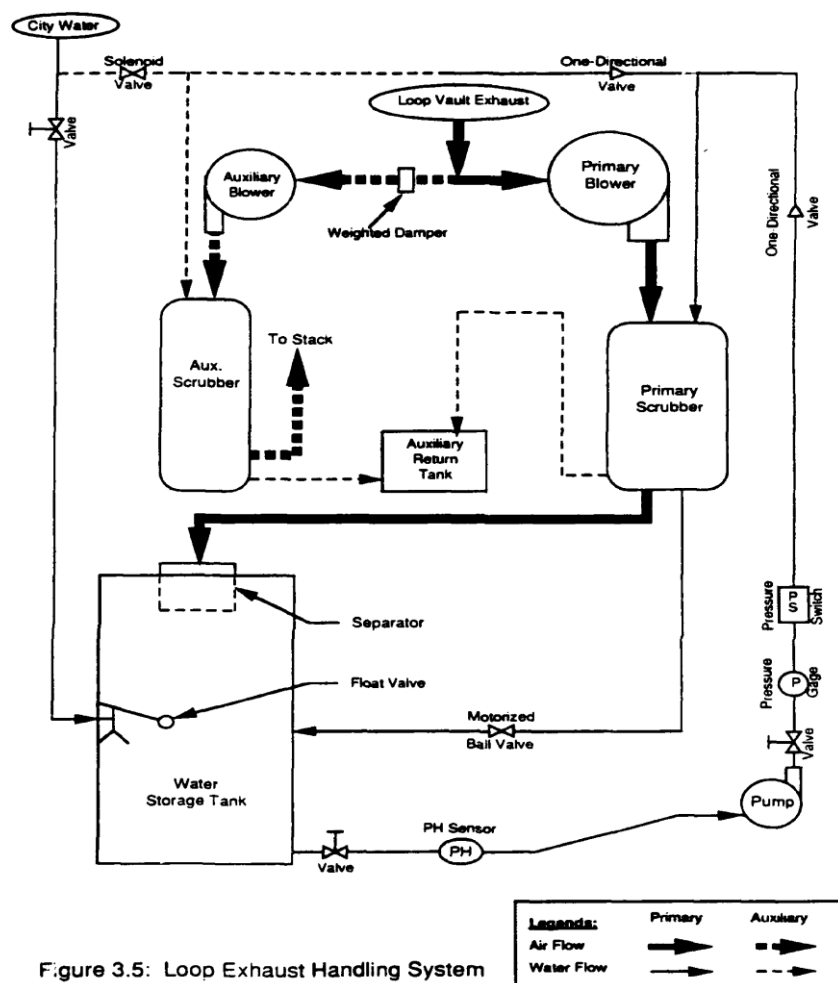 City Water
Solenoid
Valve
One-Directional
Valve
Loop Vault Exhaust
Valve
Auxiliary
Blower
Primary
Blower
Weighted Damper
One-Directional
Valve
To Stack
Aux.
Scrubber
Primary
Scrubber
Auxiliary
Return
Tank
Separator
Pressure
PS
Switch
Float Valve
Pressure
P
Gage
Motorized
Ball Valve
Valve
Water
Storage Tank
Pump
PH Sensor
PH
Valve
Legends:
Primary
Auxiliary
Air Flow
Water Flow
Figure 3.5: Loop Exhaust Handling System